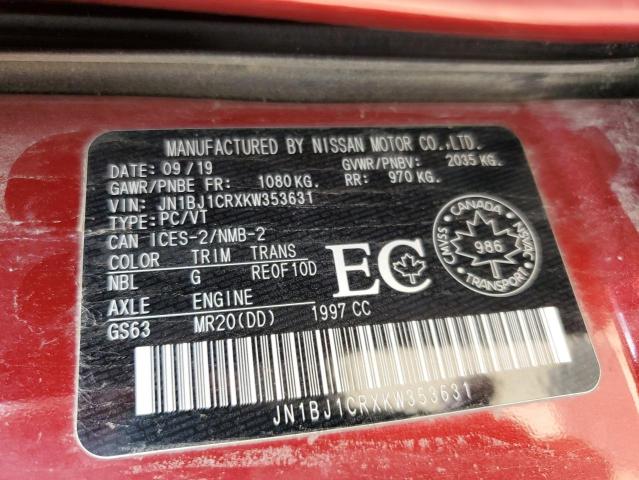 MANUFACTURED BY NISSAN MOTOR CO.,LTD.
DATE: 09/19 GVWR/PNBV: 2035 KG.
GAWR/PNBE FR: 1080 KG. RR: 970 KG.
VIN: JN1BJ1CRXKW353631
TYPE: PC/VT
CAN ICES-2/NMB-2
COLOR TRIM TRANS
NBL G RE0F10D
AXLE ENGINE
GS63 MR20(DD) 1997 CC
EC
CANADA
CMVSS 986
TRANSPORT
JN1BJ1CRXKW353631